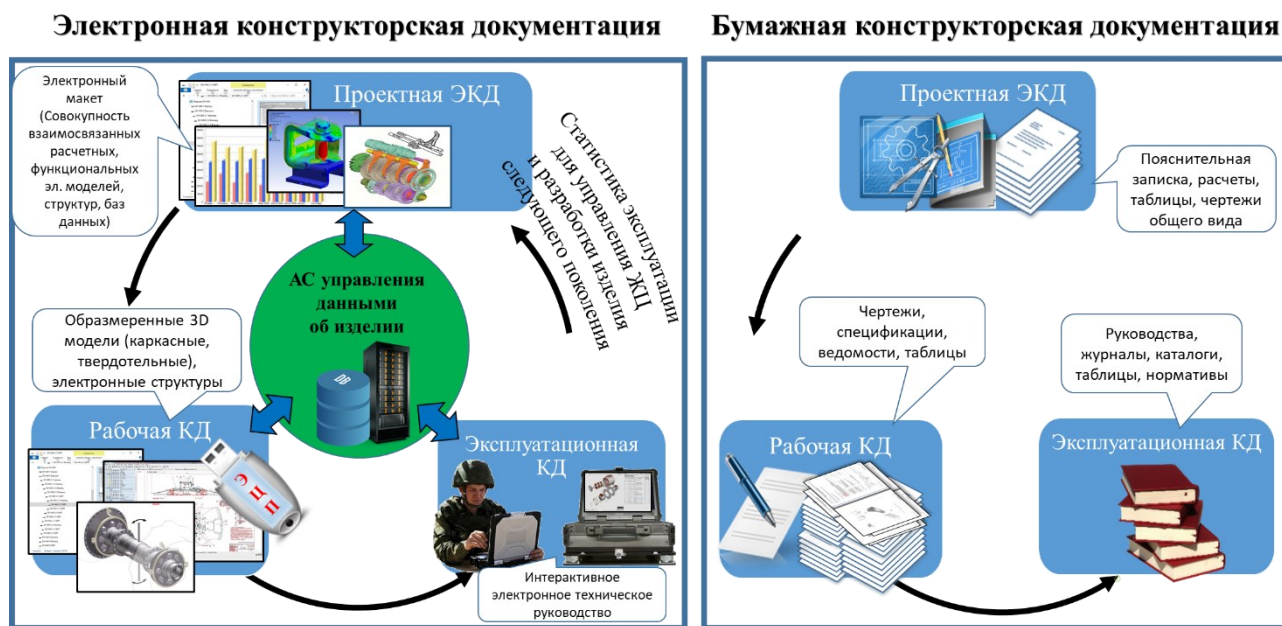 Электронная конструкторская документация
Электронный
макет
(Совокупность
взаимосвязанных
расчетных,
функциональных
эл. моделей,
структур, баз
данных)
Проектная ЭКД
Статистика эксплуатации
для управления ЖЦ
и разработки изделия
следующего поколения
АС управления
данными
об изделии
DB
Образмеренные 3D
модели (каркасные,
твердотельные),
электронные структуры
Рабочая КД
ЭЦП
Эксплуатационная
КД
Интерактивное
электронное техническое
руководство
Бумажная конструкторская документация
Проектная ЭКД
Пояснительная
записка, расчеты,
таблицы, чертежи
общего вида
Чертежи,
спецификации,
ведомости, таблицы
Рабочая КД
Руководства,
журналы, каталоги,
таблицы, нормативы
Эксплуатационная КД